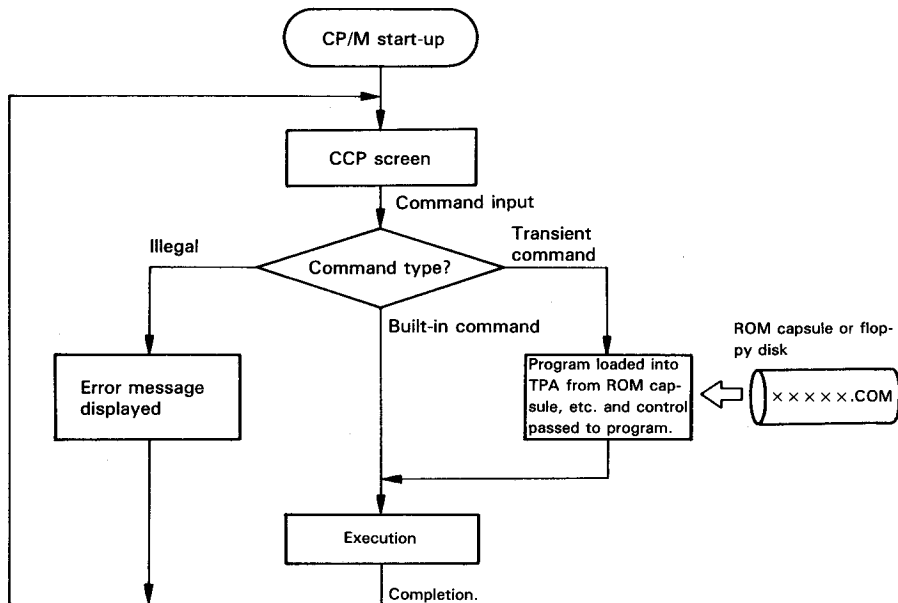 CP/M start-up
CCP screen
Command input
Illegal
Transient
command
Command type?
Built-in command
ROM capsule or flop-
py disk
Error message
displayed
Program loaded into
TPA from ROM cap-
sule, etc. and control
passed to program.
×××××.COM
Execution
Completion.